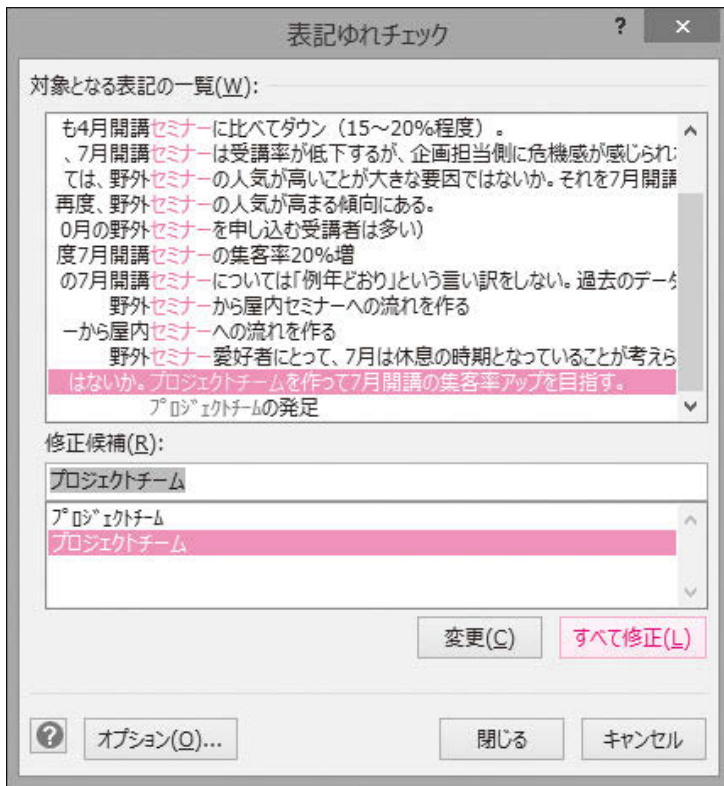 表記ゆれチェック
? ×
対象となる表記の一覧(W):
も4月開講セミナーに比べてダウン（15～20%程度）。
、7月開講セミナーは受講率が低下するが、企画担当側に危機感が感じられ
ては、野外セミナーの人気が高いことが大きな要因ではないか。それを7月開講
再度、野外セミナーの人気が高まる傾向にある。
0月の野外セミナーを申し込む受講者は多い)
度7月開講セミナーの集客率20%増
の7月開講セミナーについては「例年どおり」という言い訳をしない。過去のデータ
野外セミナーから屋内セミナーへの流れを作る
ーから屋内セミナーへの流れを作る
野外セミナー愛好者にとって、7月は休息の時期となっていることが考えら
はないか。プロジェクトチームを作って7月開講の集客率アップを目指す。
ﾌﾟﾛｼﾞｪｸﾄﾁｰﾑの発足
修正候補(R):
プロジェクトチーム
ﾌﾟﾛｼﾞｪｸﾄﾁｰﾑ
プロジェクトチーム
変更(C) すべて修正(L)
? オプション(O)... 閉じる キャンセル